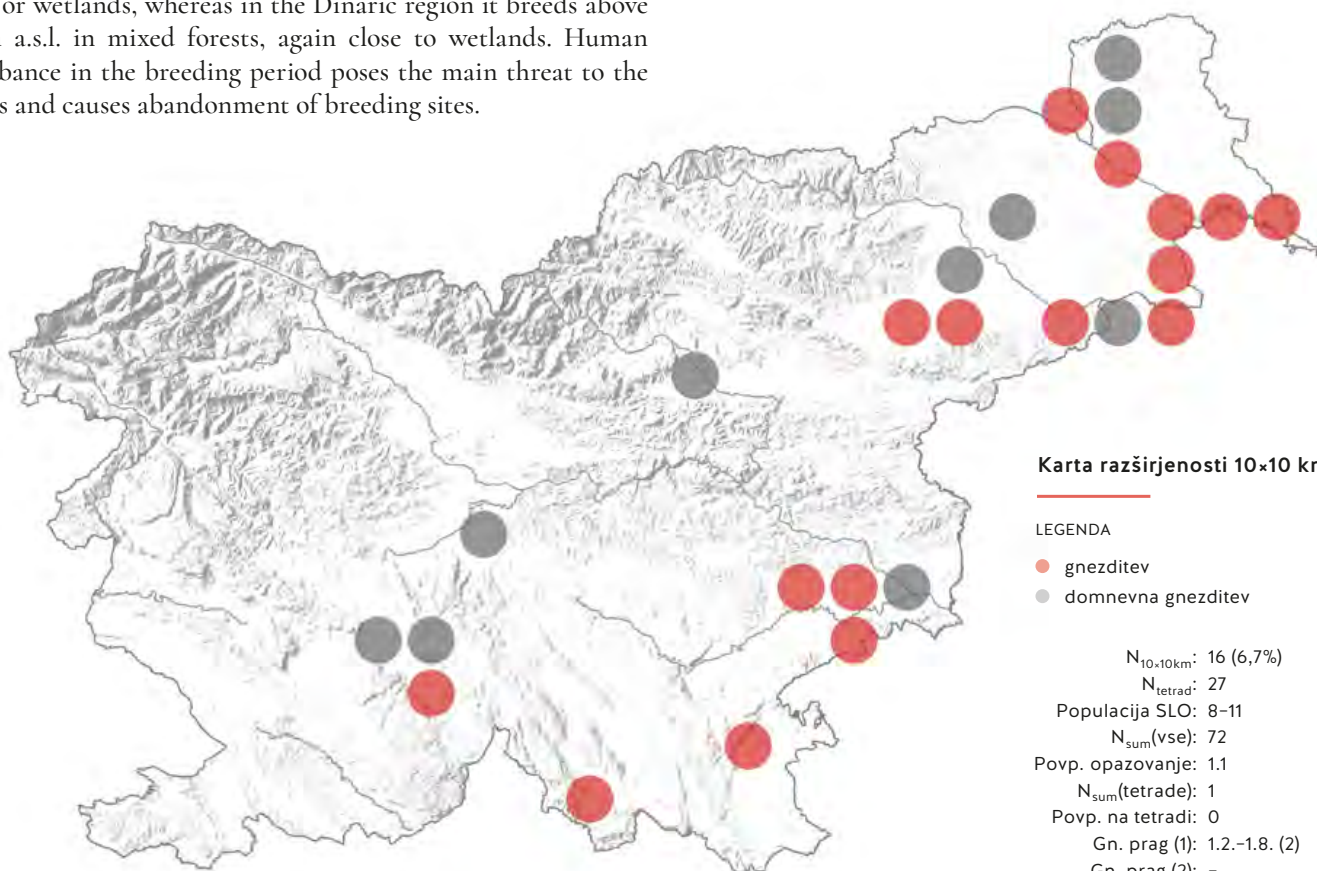 or wetlands, whereas in the Dinaric region it breeds above
a.s.l. in mixed forests, again close to wetlands. Human
bance in the breeding period poses the main threat to the
s and causes abandonment of breeding sites.
Karta razširjenosti 10×10 kr
LEGENDA
gnezditev
domnevna gnezditev
N10×10km: 16 (6,7%)
Ntetrad: 27
Populacija SLO: 8–11
Nsum(vse): 72
Povp. opazovanje: 1.1
Nsum(tetrade): 1
Povp. na tetradi: 0
Gn. prag (1): 1.2.–1.8. (2)
Gn. prag (2): –